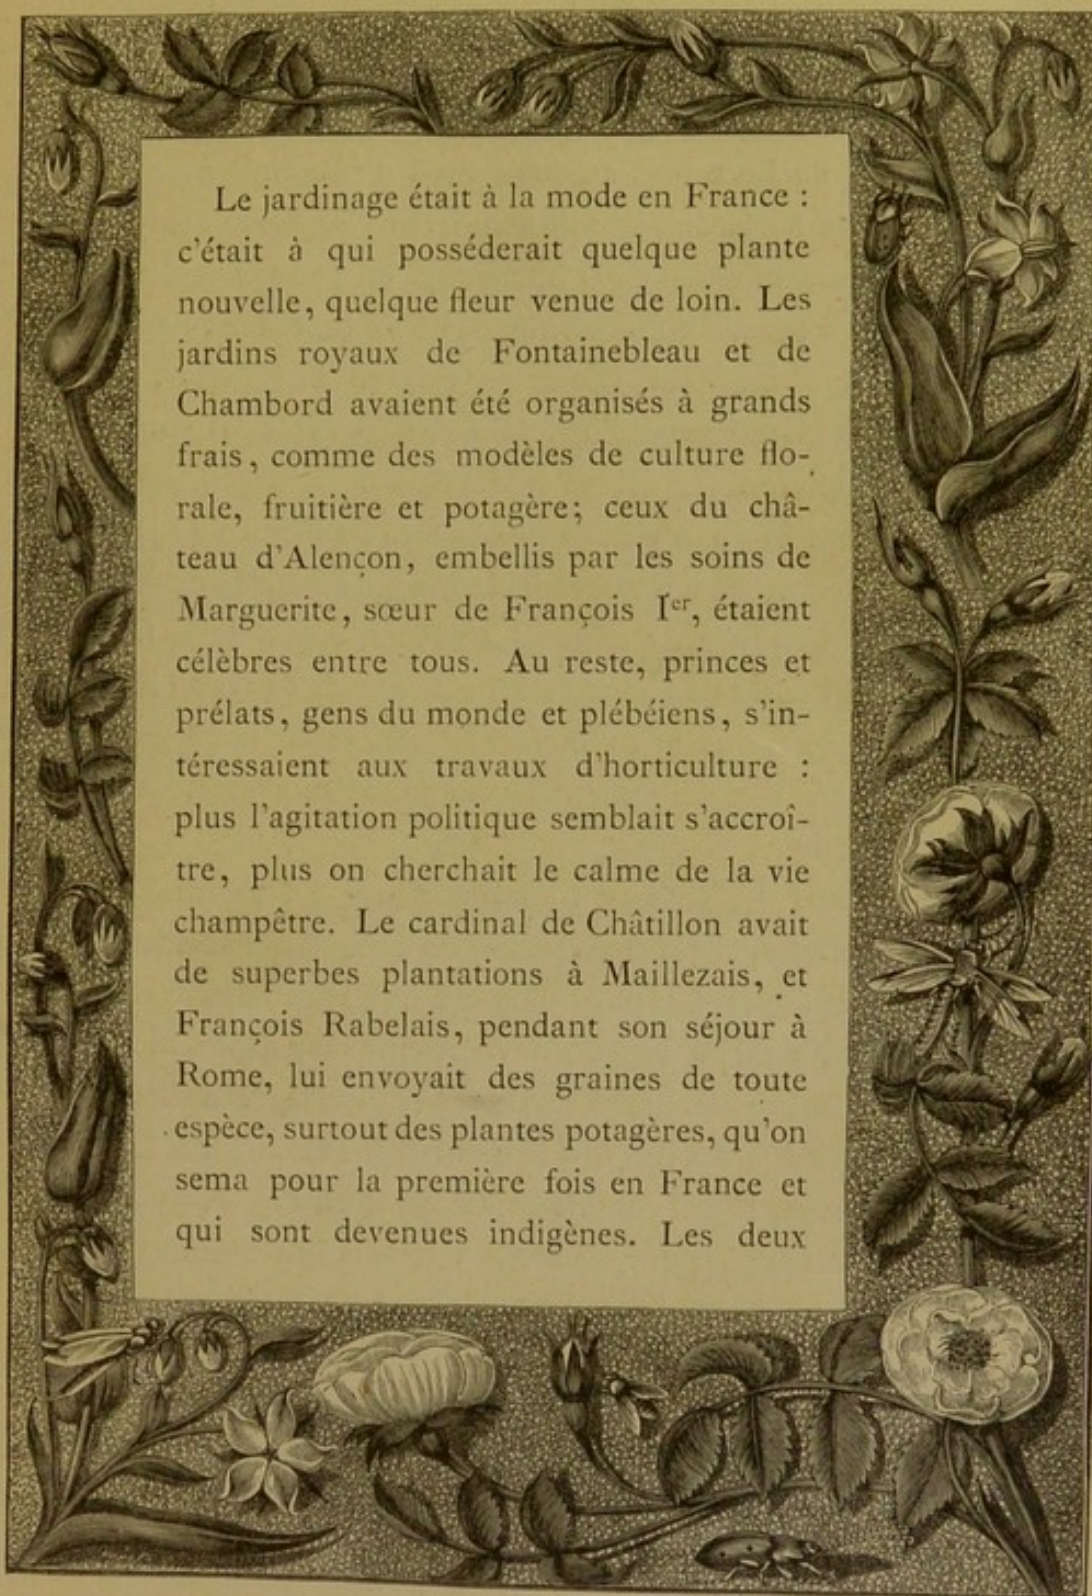 Le jardinage était à la mode en France :
c'était à qui posséderait quelque plante
nouvelle, quelque fleur venue de loin. Les
jardins royaux de Fontainebleau et de
Chambord avaient été organisés à grands
frais, comme des modèles de culture flo-
rale, fruitière et potagère; ceux du châ-
teau d'Alençon, embellis par les soins de
Marguerite, sœur de François Iᵉʳ, étaient
célèbres entre tous. Au reste, princes et
prélats, gens du monde et plébéiens, s'in-
téressaient aux travaux d'horticulture :
plus l'agitation politique semblait s'accroî-
tre, plus on cherchait le calme de la vie
champêtre. Le cardinal de Châtillon avait
de superbes plantations à Maillezais, et
François Rabelais, pendant son séjour à
Rome, lui envoyait des graines de toute
espèce, surtout des plantes potagères, qu'on
sema pour la première fois en France et
qui sont devenues indigènes. Les deux